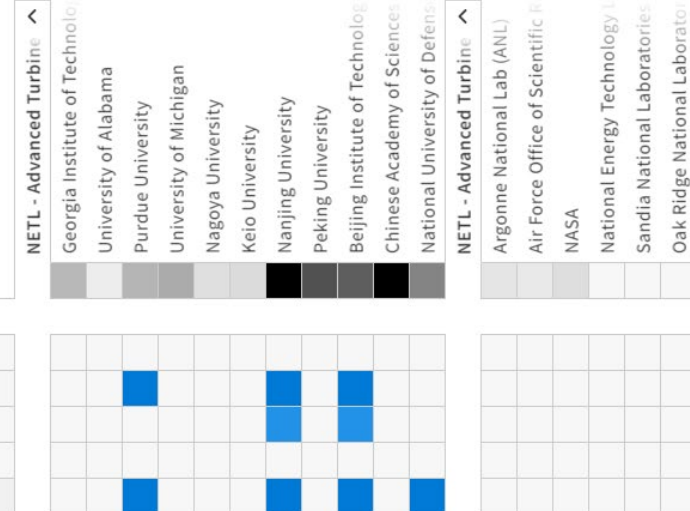 NETL - Advanced Turbine
Georgia Institute of Technolo
University of Alabama
Purdue University
University of Michigan
Nagoya University
Keio University
Nanjing University
Peking University
Beijing Institute of Technolog
Chinese Academy of Sciences
National University of Defens
NETL - Advanced Turbine
Argonne National Lab (ANL)
Air Force Office of Scientific R
NASA
National Energy Technology
Sandia National Laboratories
Oak Ridge National Laborator